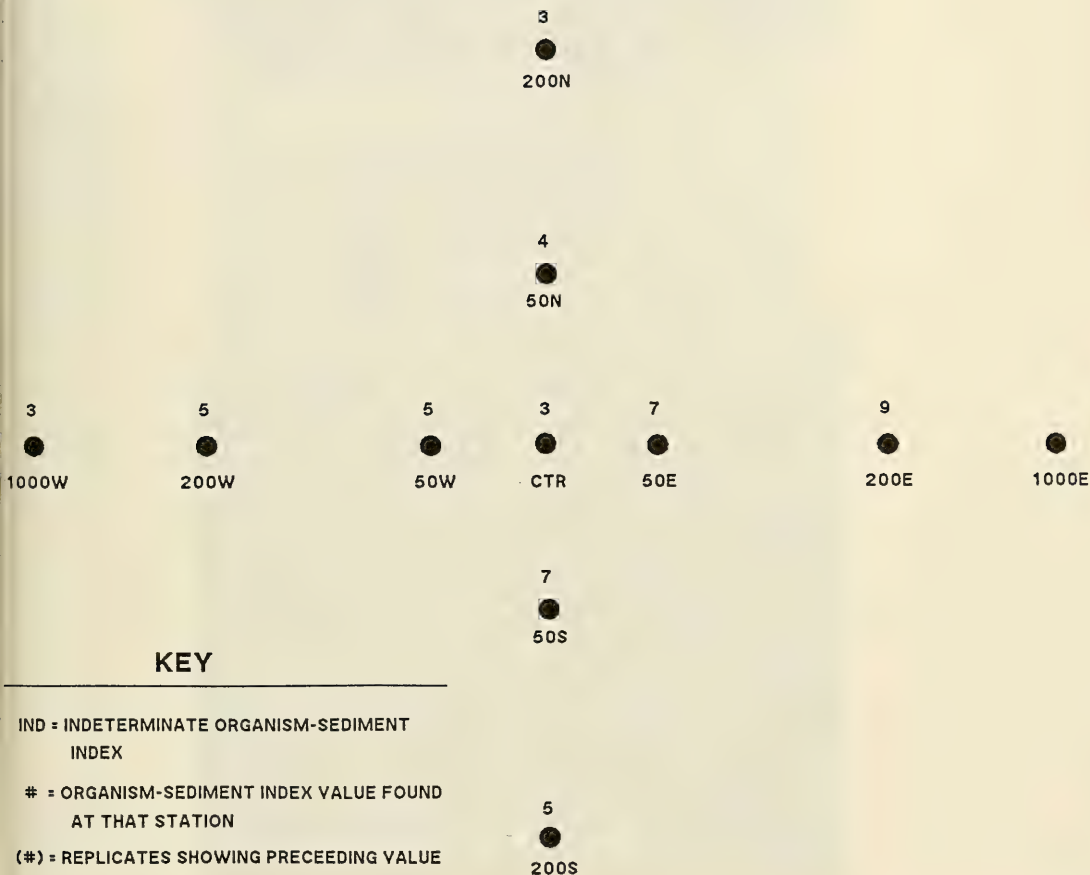 3
200N
4
50N
3 5 5 3 7 9
1000W 200W 50W CTR 50E 200E 1000E
7
50S
KEY
IND = INDETERMINATE ORGANISM-SEDIMENT
INDEX
# = ORGANISM-SEDIMENT INDEX VALUE FOUND
AT THAT STATION
(#) = REPLICATES SHOWING PRECEEDING VALUE
5
200S